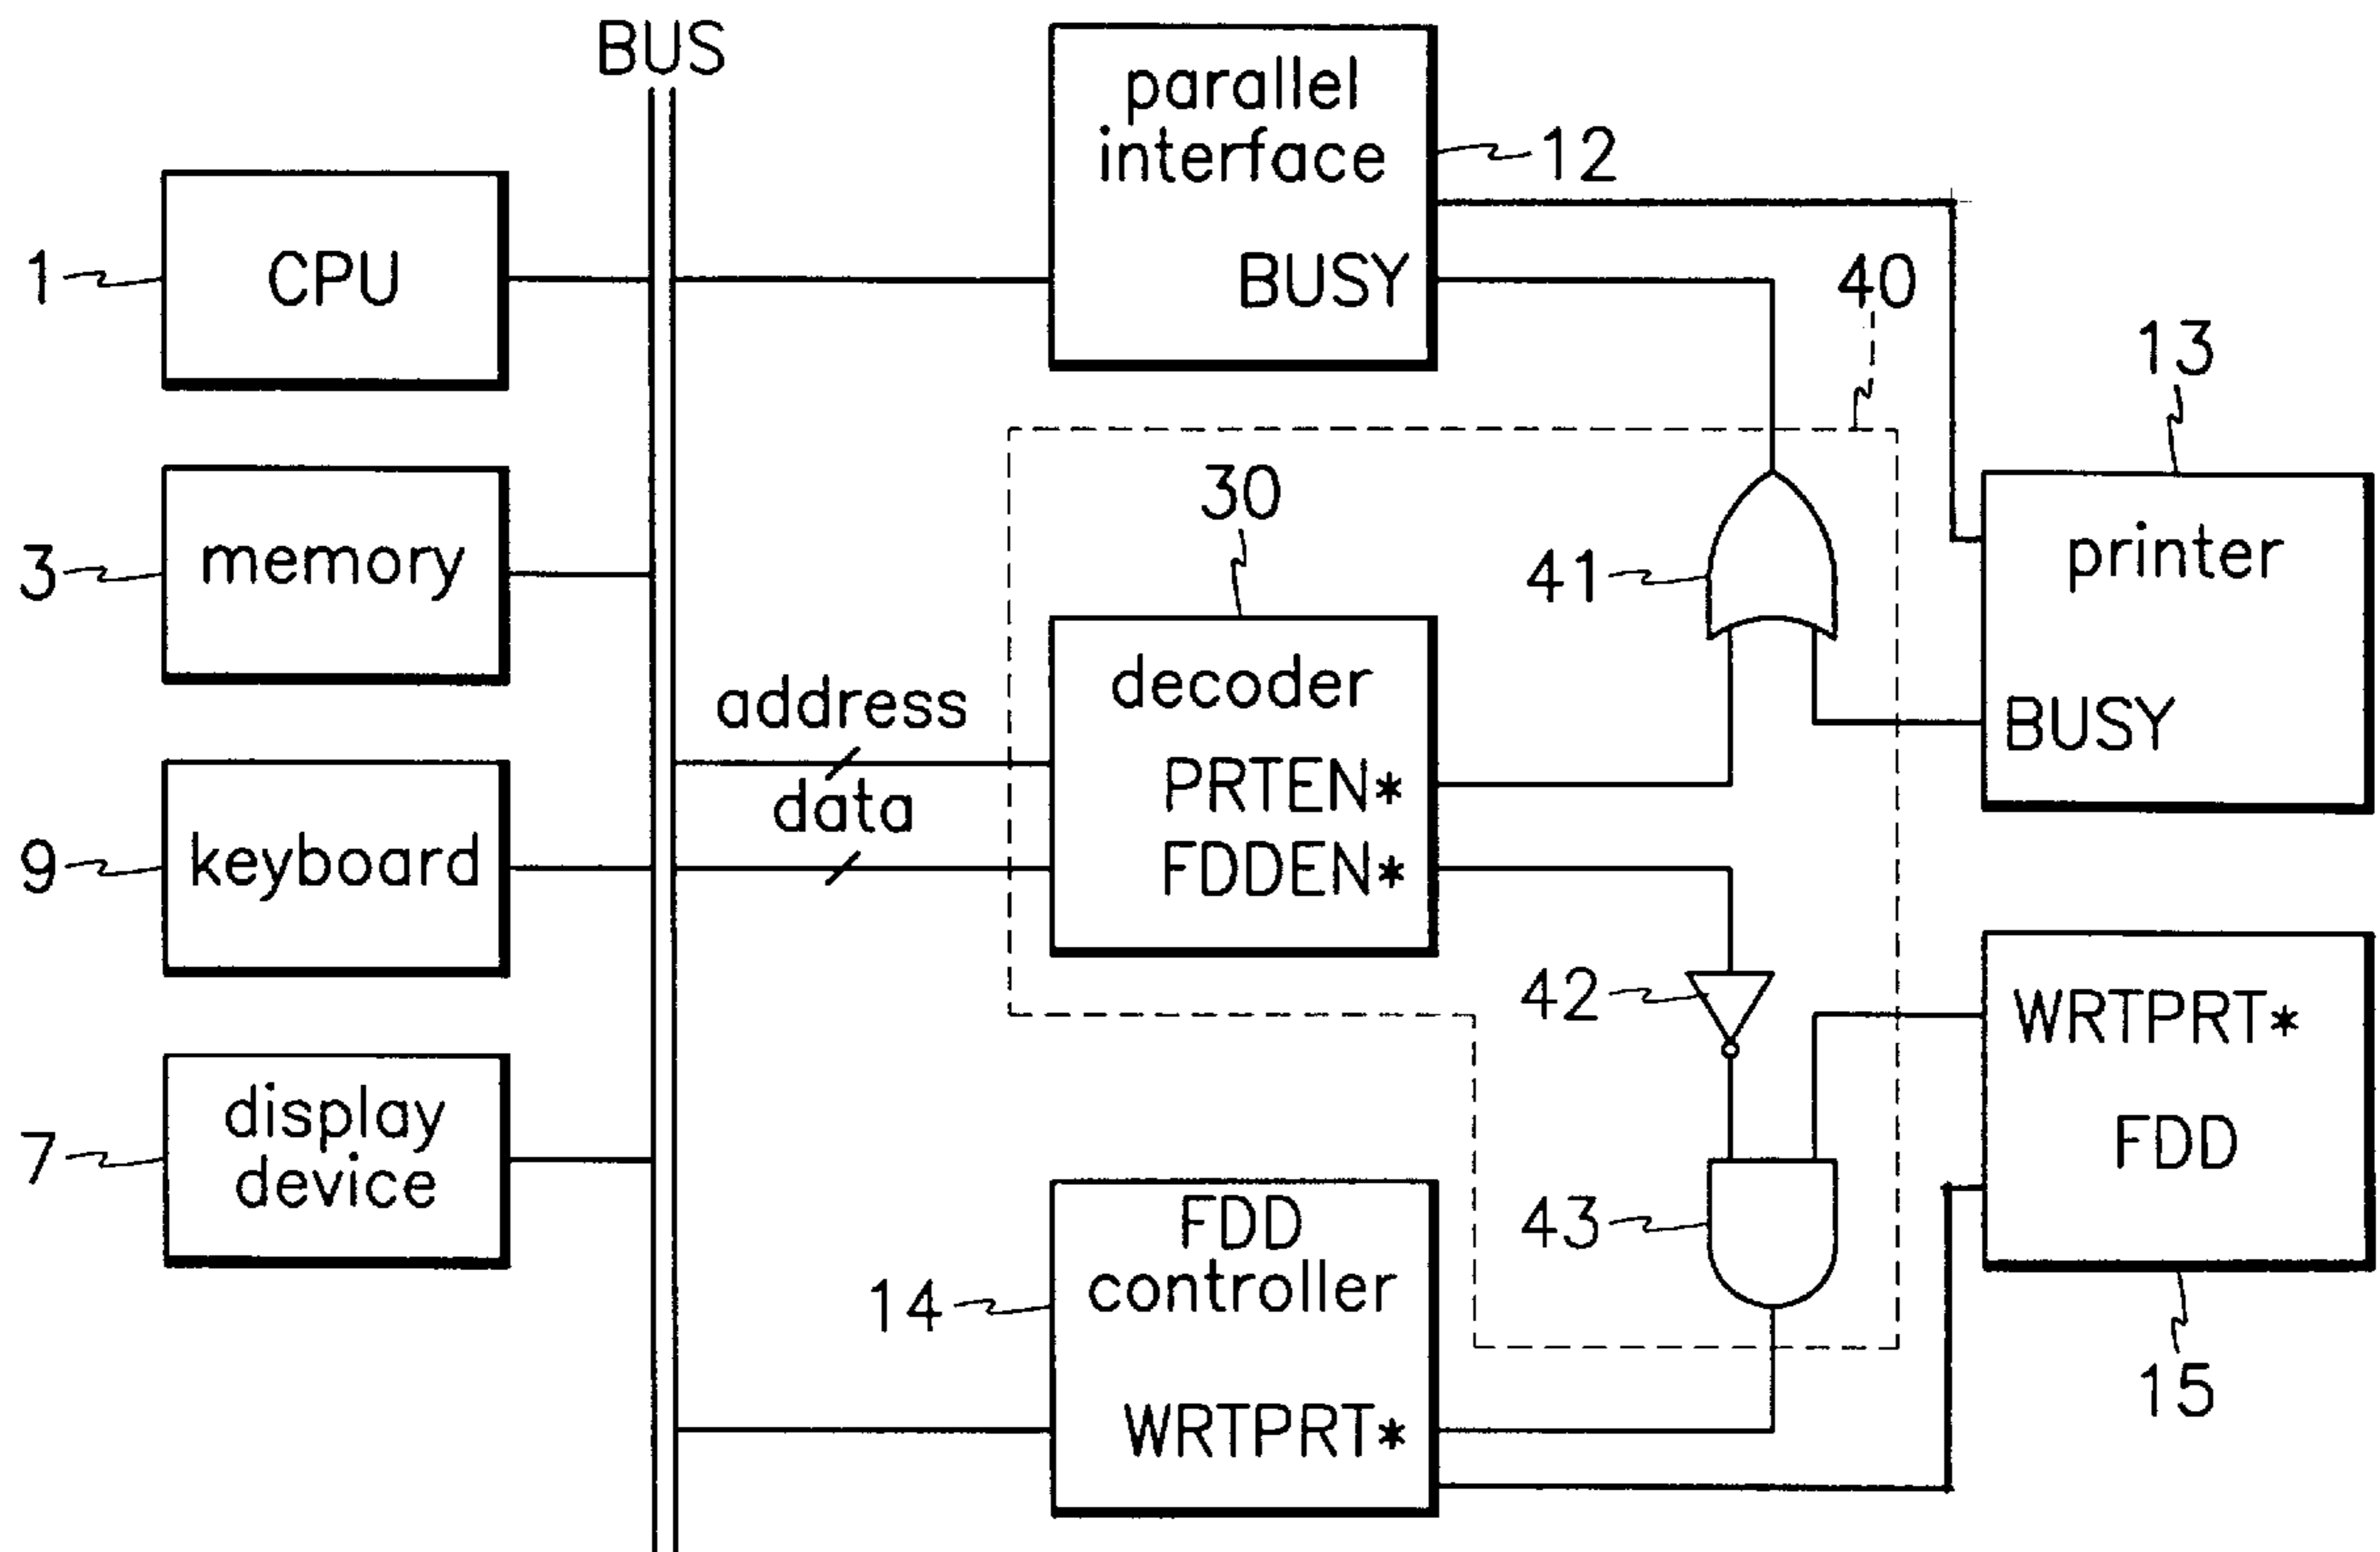 BUS
parallel
interface
12
BUSY
1
CPU
40
13
3
memory
30
41
printer
BUSY
address
data
decoder
PRTEN*
FDDEN*
9
keyboard
42
WRTPRT*
FDD
15
7
display
device
43
14
FDD
controller
WRTPRT*